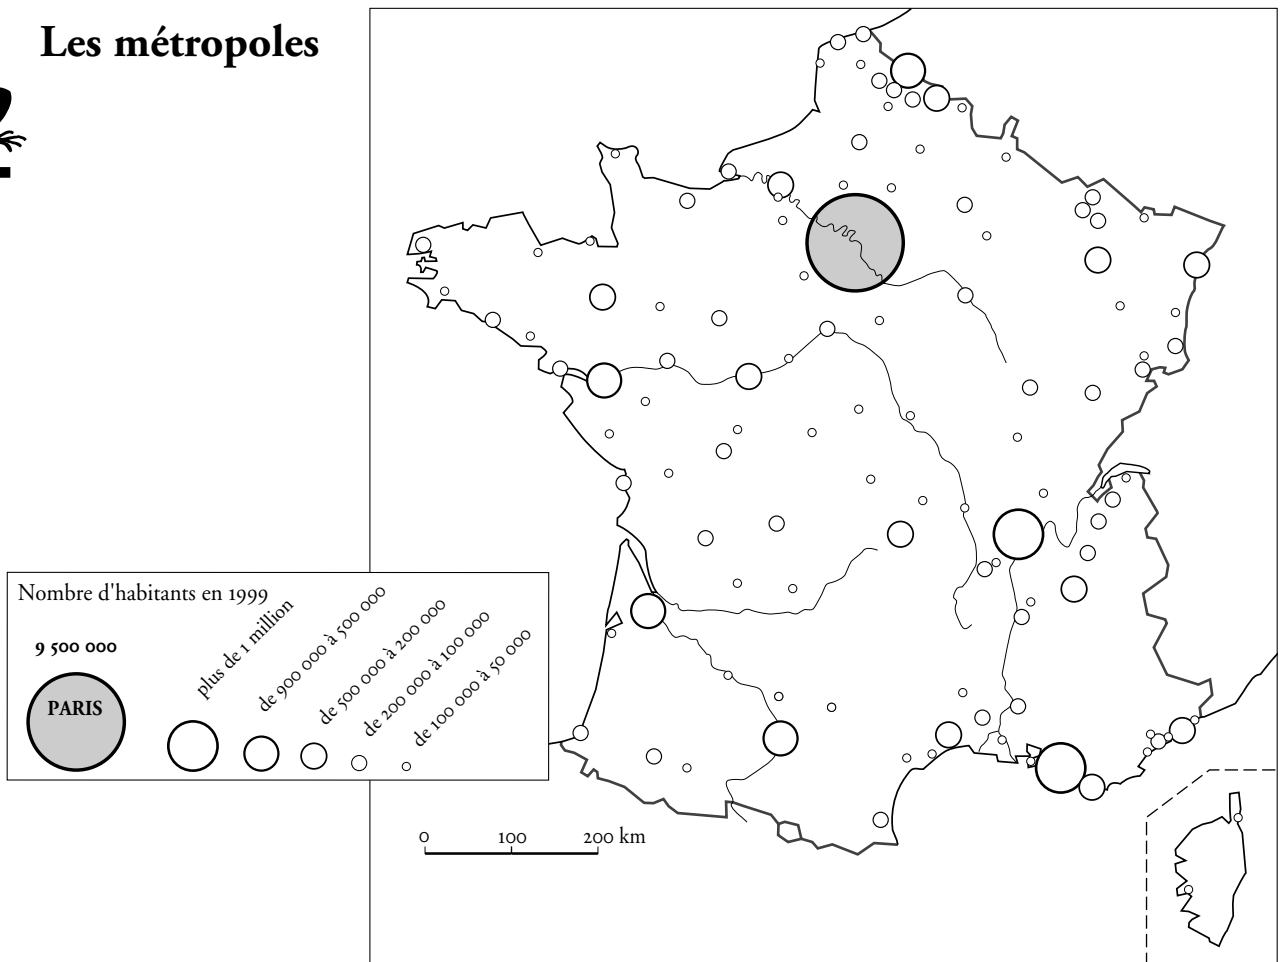 Les métropoles
Nombre d'habitants en 1999
9 500 000
PARIS
plus de 1 million
de 900 000 à 500 000
de 500 000 à 200 000
de 200 000 à 100 000
de 100 000 à 50 000
0 100 200 km